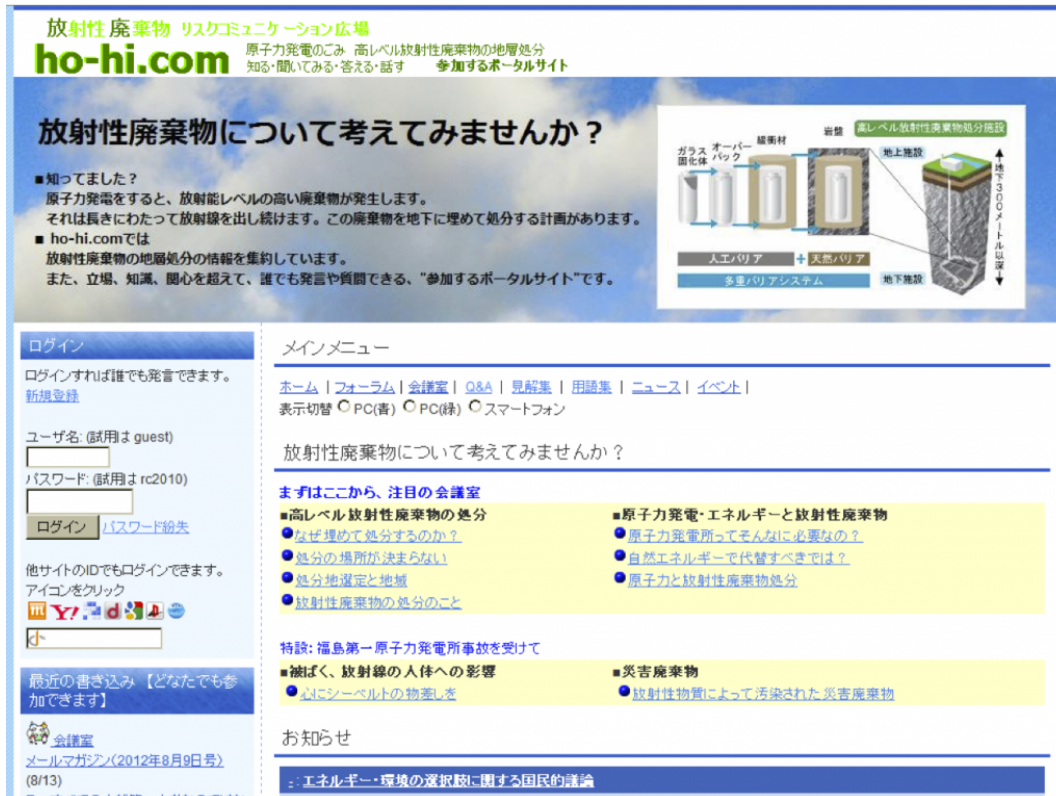 放射性廃棄物 リスクコミュニケーション広場
ho-hi.com
原子力発電のごみ 高レベル放射性廃棄物の地層処分
知る・聞いてみる・答える・話す 参加するポータルサイト
放射性廃棄物について考えてみませんか？
■知ってました？
原子力発電をすると、放射能レベルの高い廃棄物が発生します。
それは長きにわたって放射線を出し続けます。この廃棄物を地下に埋めて処分する計画があります。
■ ho-hi.comでは
放射性廃棄物の地層処分の情報を集約しています。
また、立場、知識、関心を超えて、誰でも発言や質問できる、"参加するポータルサイト"です。
高レベル放射性廃棄物処分施設
ガラス固化体
オーバーパック
緩衝材
岩盤
地上施設
地下300メートル以深
人工バリア + 天然バリア
多重バリアシステム
地下施設
ログイン
ログインすれば誰でも発言できます。
新規登録
ユーザ名: (試用は guest)
パスワード: (試用は rc2010)
ログイン パスワード紛失
他サイトのIDでもログインできます。
アイコンをクリック
最近の書き込み 【どなたでも参
加できます】
会議室
メールマガジン(2012年8月9日号)
(8/13)
メインメニュー
ホーム | フォーラム | 会議室 | Q&A | 見解集 | 用語集 | ニュース | イベント |
表示切替 PC(青) PC(緑) スマートフォン
放射性廃棄物について考えてみませんか？
まずはここから、注目の会議室
■高レベル放射性廃棄物の処分
なぜ埋めて処分するのか？
処分の場所が決まらない
処分地選定と地域
放射性廃棄物の処分のこと
■原子力発電・エネルギーと放射性廃棄物
原子力発電所ってそんなに必要なの？
自然エネルギーで代替すべきでは？
原子力と放射性廃棄物処分
特設: 福島第一原子力発電所事故を受けて
■被ばく、放射線の人体への影響
心にシーベルトの物差しを
■災害廃棄物
放射性物質によって汚染された災害廃棄物
お知らせ
-: エネルギー・環境の選択肢に関する国民的議論